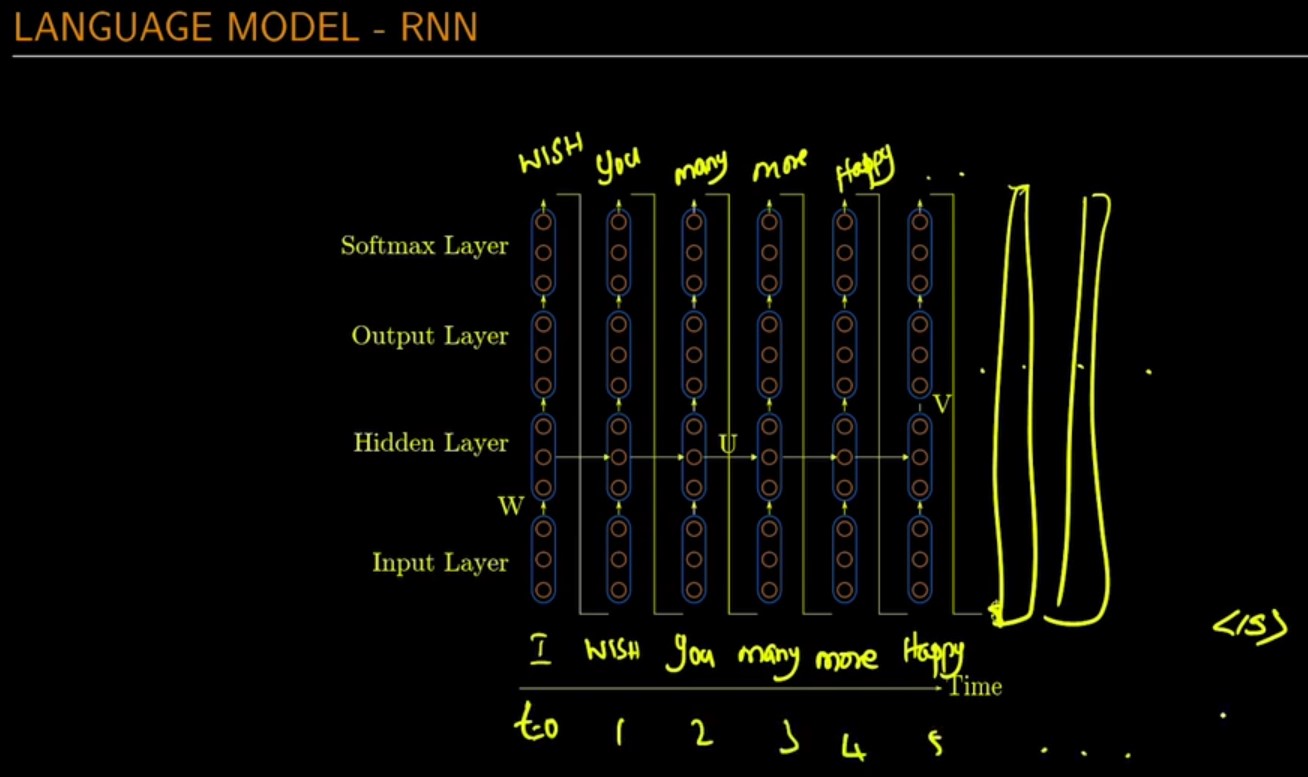 LANGUAGE MODEL - RNN
WISH you many more Happy . .
Softmax Layer
Output Layer
V
Hidden Layer
U
W
Input Layer
</s>
I WISH you many more Happy
Time
t=0 1 2 3 4 5 . . .